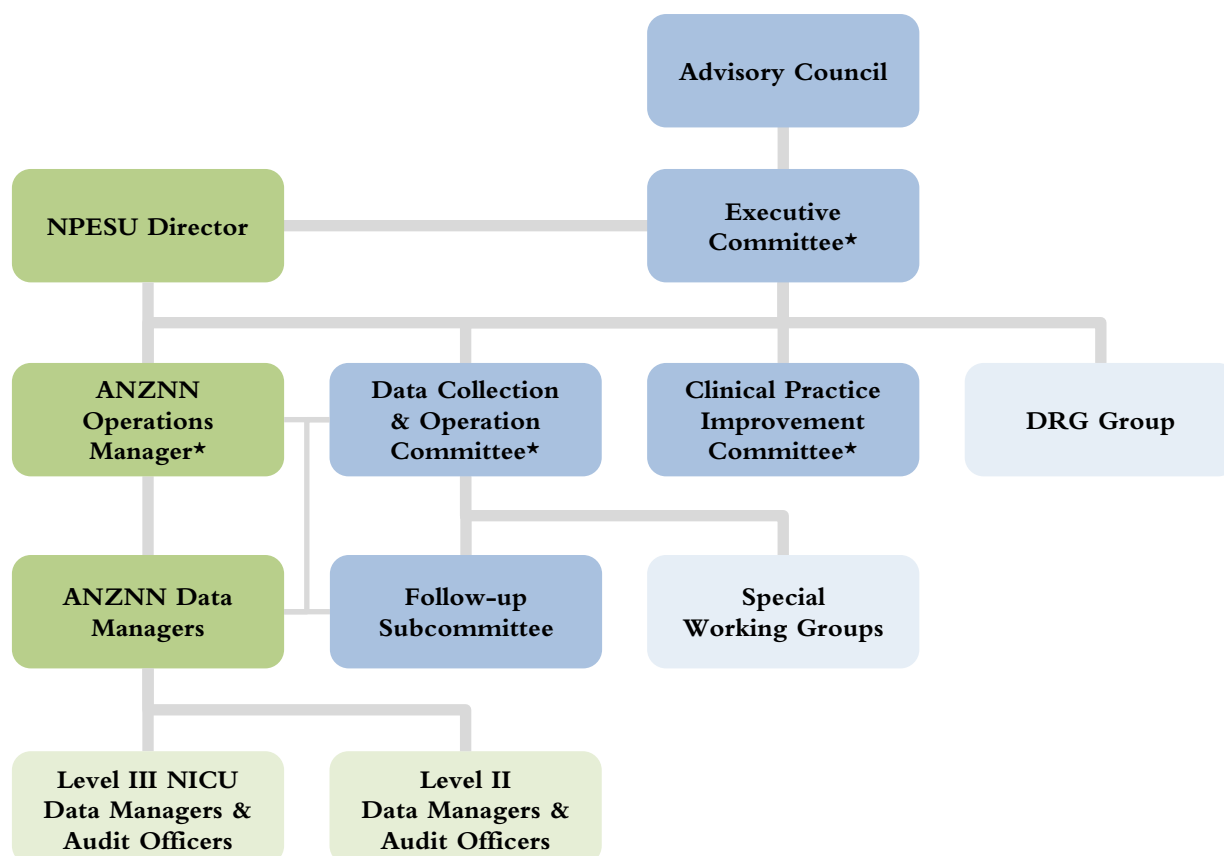 Advisory Council
NPESU Director
Executive
Committee★
ANZNN
Operations
Manager★
Data Collection
& Operation
Committee★
Clinical Practice
Improvement
Committee★
DRG Group
ANZNN Data
Managers
Follow-up
Subcommittee
Special
Working Groups
Level III NICU
Data Managers &
Audit Officers
Level II
Data Managers &
Audit Officers